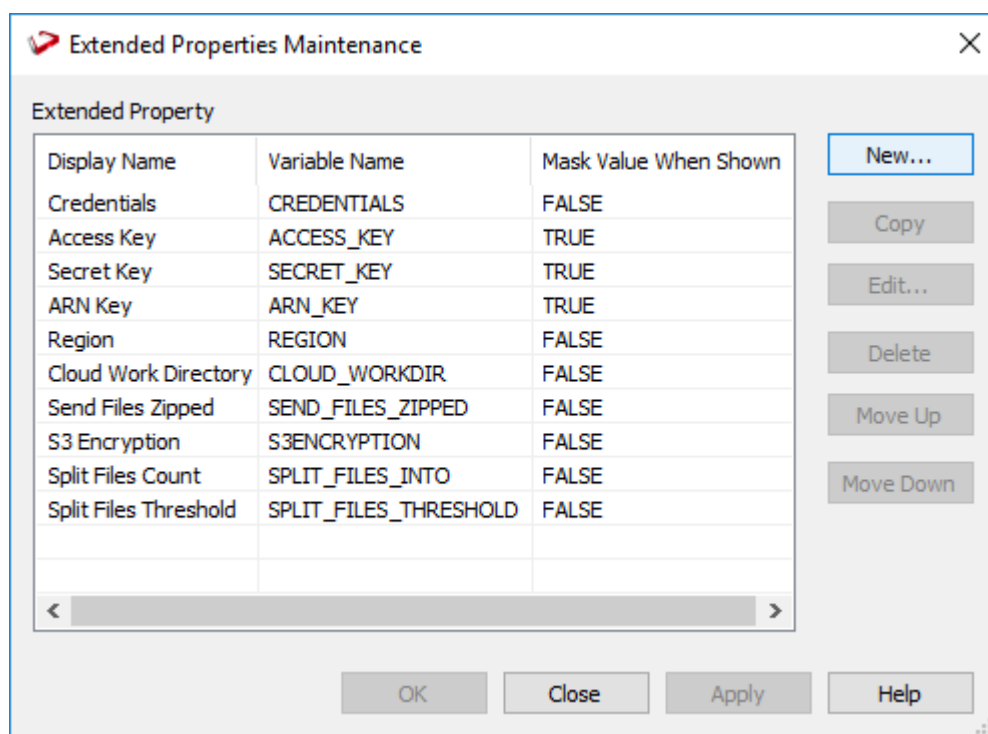 Extended Properties Maintenance
Extended Property
Display Name Variable Name Mask Value When Shown
Credentials CREDENTIALS FALSE
Access Key ACCESS_KEY TRUE
Secret Key SECRET_KEY TRUE
ARN Key ARN_KEY TRUE
Region REGION FALSE
Cloud Work Directory CLOUD_WORKDIR FALSE
Send Files Zipped SEND_FILES_ZIPPED FALSE
S3 Encryption S3ENCRYPTION FALSE
Split Files Count SPLIT_FILES_INTO FALSE
Split Files Threshold SPLIT_FILES_THRESHOLD FALSE
New...
Copy
Edit...
Delete
Move Up
Move Down
OK Close Apply Help